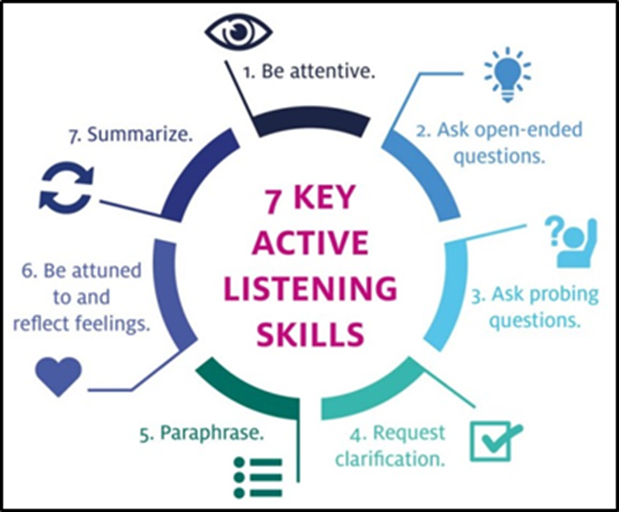 7 KEY
ACTIVE
LISTENING
SKILLS
1. Be attentive.
2. Ask open-ended
questions.
3. Ask probing
questions.
4. Request
clarification.
5. Paraphrase.
6. Be attuned
to and
reflect feelings.
7. Summarize.
?